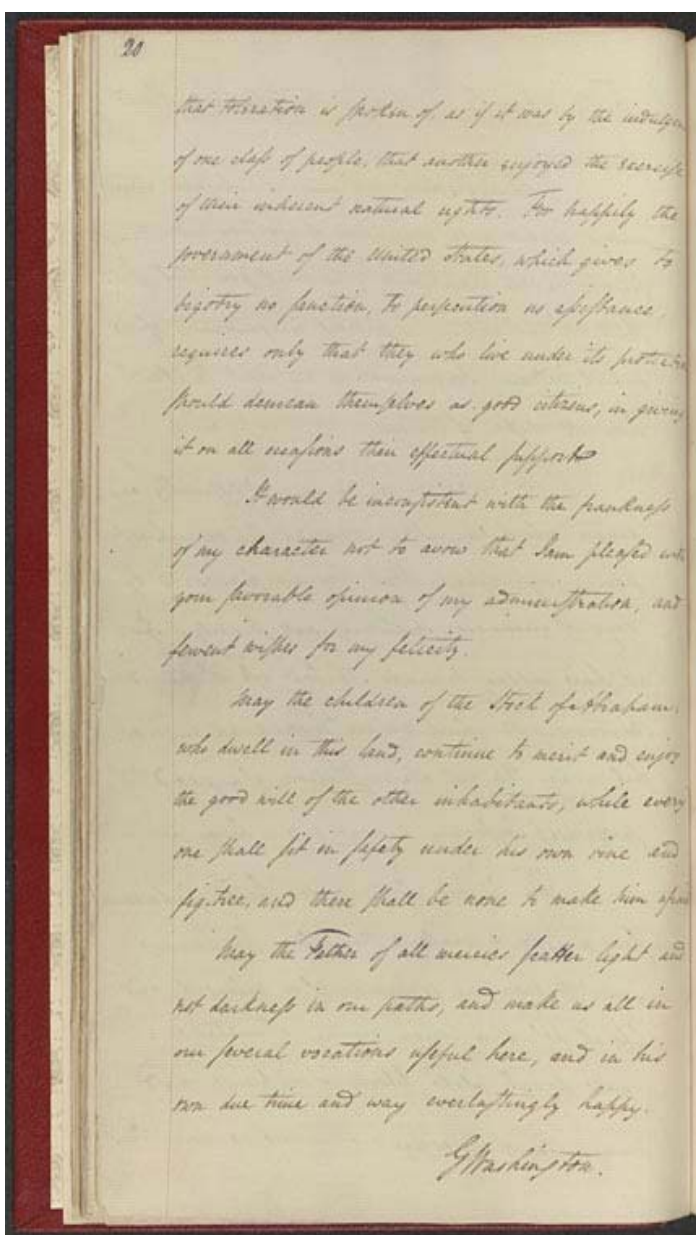 20
that toleration is spoken of, as if it was by the indulgen
of one class of people, that another enjoyed the exercise
of their inherent natural rights. For happily the
government of the United States, which gives to
bigotry no sanction, to persecution no assistance,
requires only that they who live under its protection
should demean themselves as good citizens, in giving
it on all occasions their effectual support.
It would be inconsistent with the frankness
of my character not to avow that I am pleased with
your favorable opinion of my administration, and
fervent wishes for my felicity.
May the children of the Stock of Abraham,
who dwell in this land, continue to merit and enjoy
the good will of the other inhabitants, while every
one shall sit in safety under his own vine and
fig-tree, and there shall be none to make him afraid
May the Father of all mercies scatter light and
not darkness in our paths, and make us all in
our several vocations useful here, and in his
own due time and way everlastingly happy.
GWashington.